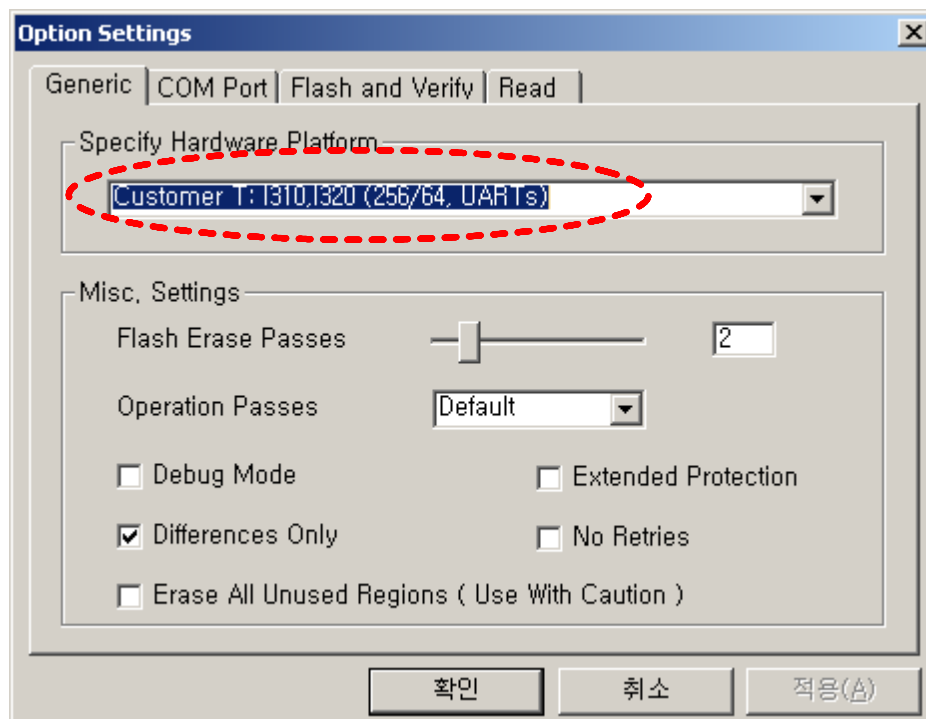 Option Settings
Generic COM Port Flash and Verify Read
Specify Hardware Platform
Customer T: I310,I320 (256/64, UARTs)
Misc. Settings
Flash Erase Passes 2
Operation Passes Default
Debug Mode Extended Protection
Differences Only No Retries
Erase All Unused Regions ( Use With Caution )
확인 취소 적용(A)